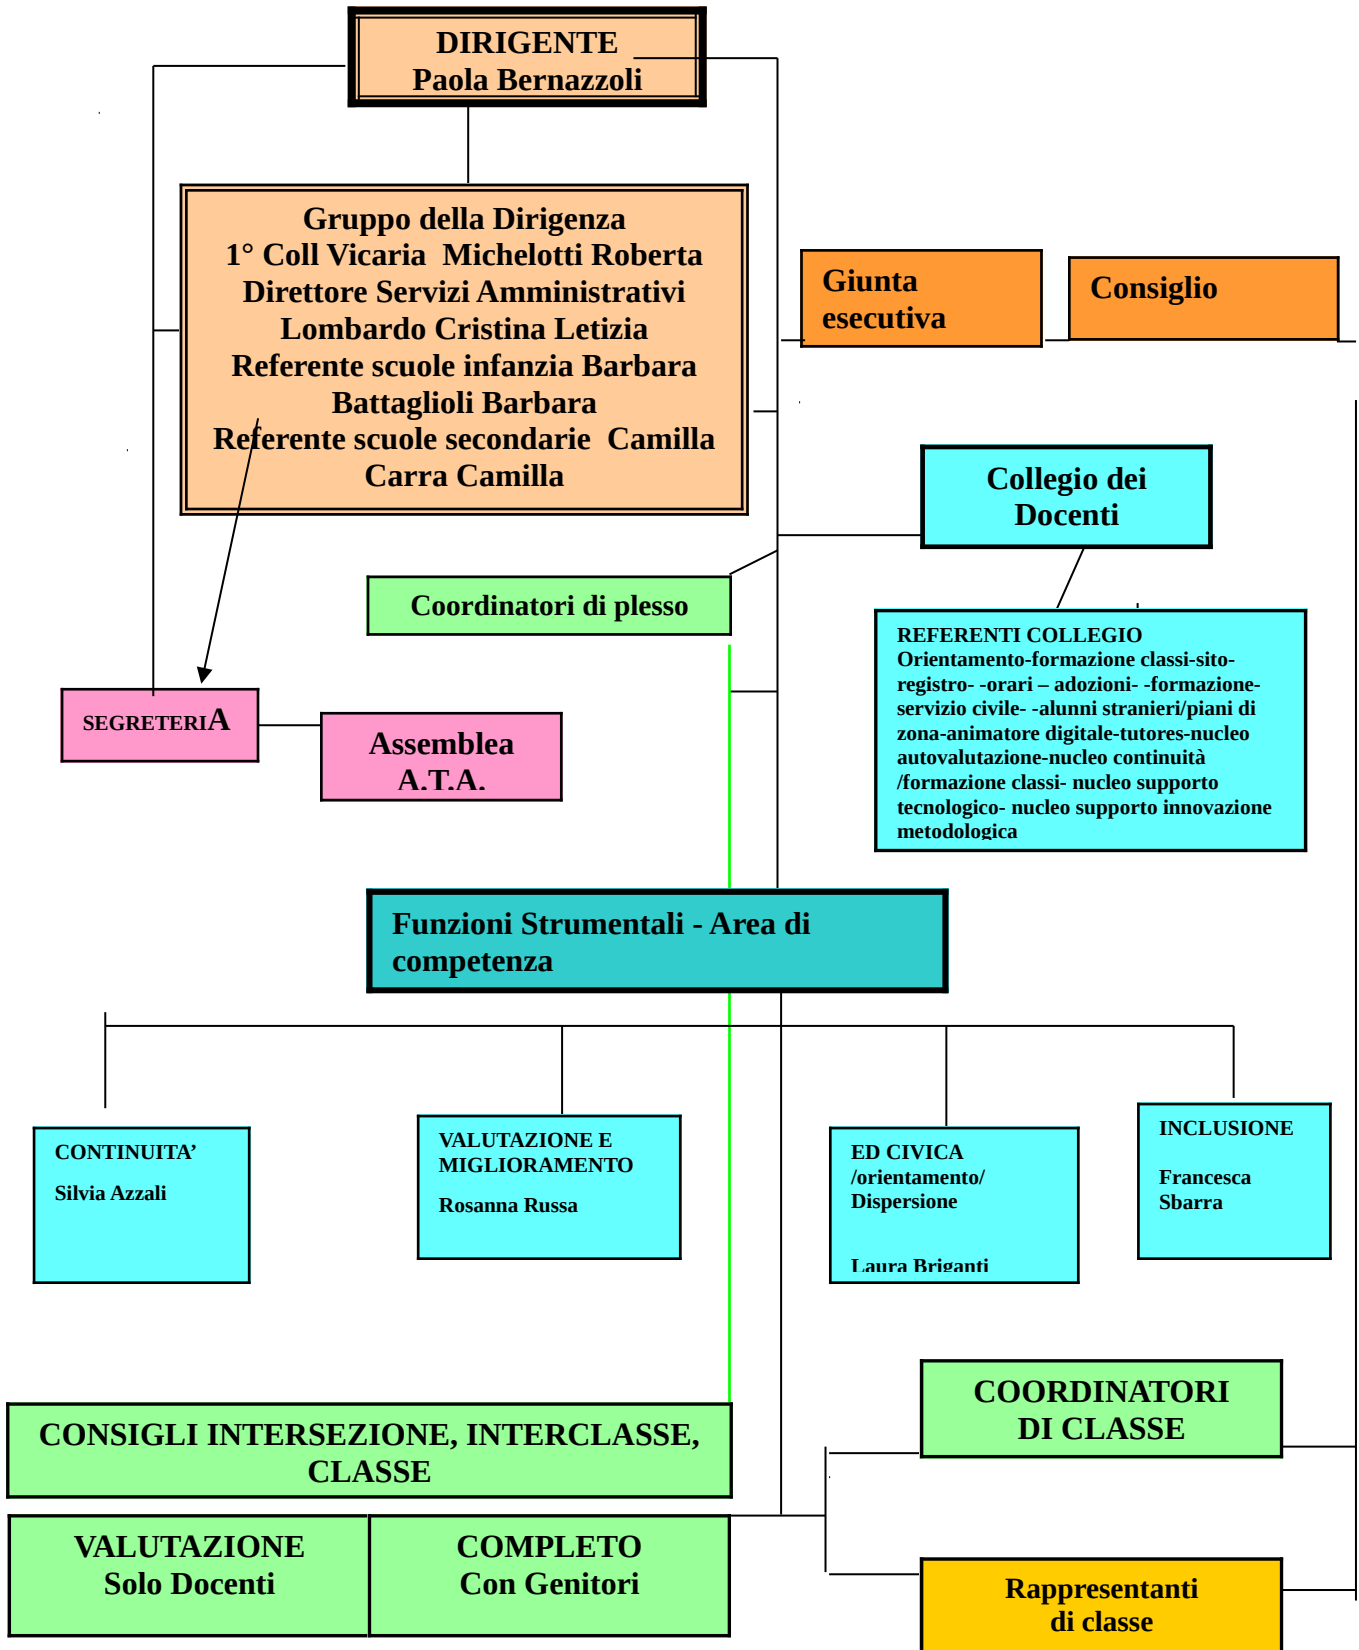 DIRIGENTE
Paola Bernazzoli
Gruppo della Dirigenza
1° Coll Vicaria  Michelotti Roberta
Direttore Servizi Amministrativi
Lombardo Cristina Letizia
Referente scuole infanzia Barbara
Battaglioli Barbara
Referente scuole secondarie  Camilla
Carra Camilla
Giunta
esecutiva
Consiglio
Collegio dei
Docenti
Coordinatori di plesso
REFERENTI COLLEGIO
Orientamento-formazione classi-sito-
registro- -orari – adozioni- -formazione-
servizio civile- -alunni stranieri/piani di
zona-animatore digitale-tutores-nucleo
autovalutazione-nucleo continuità
/formazione classi- nucleo supporto
tecnologico- nucleo supporto innovazione
metodologica
SEGRETERIA
Assemblea
A.T.A.
Funzioni Strumentali - Area di
competenza
CONTINUITA’
Silvia Azzali
VALUTAZIONE E
MIGLIORAMENTO
Rosanna Russa
ED CIVICA
/orientamento/
Dispersione
Laura Briganti
INCLUSIONE
Francesca
Sbarra
COORDINATORI
DI CLASSE
CONSIGLI INTERSEZIONE, INTERCLASSE,
CLASSE
VALUTAZIONE
Solo Docenti
COMPLETO
Con Genitori
Rappresentanti
di classe